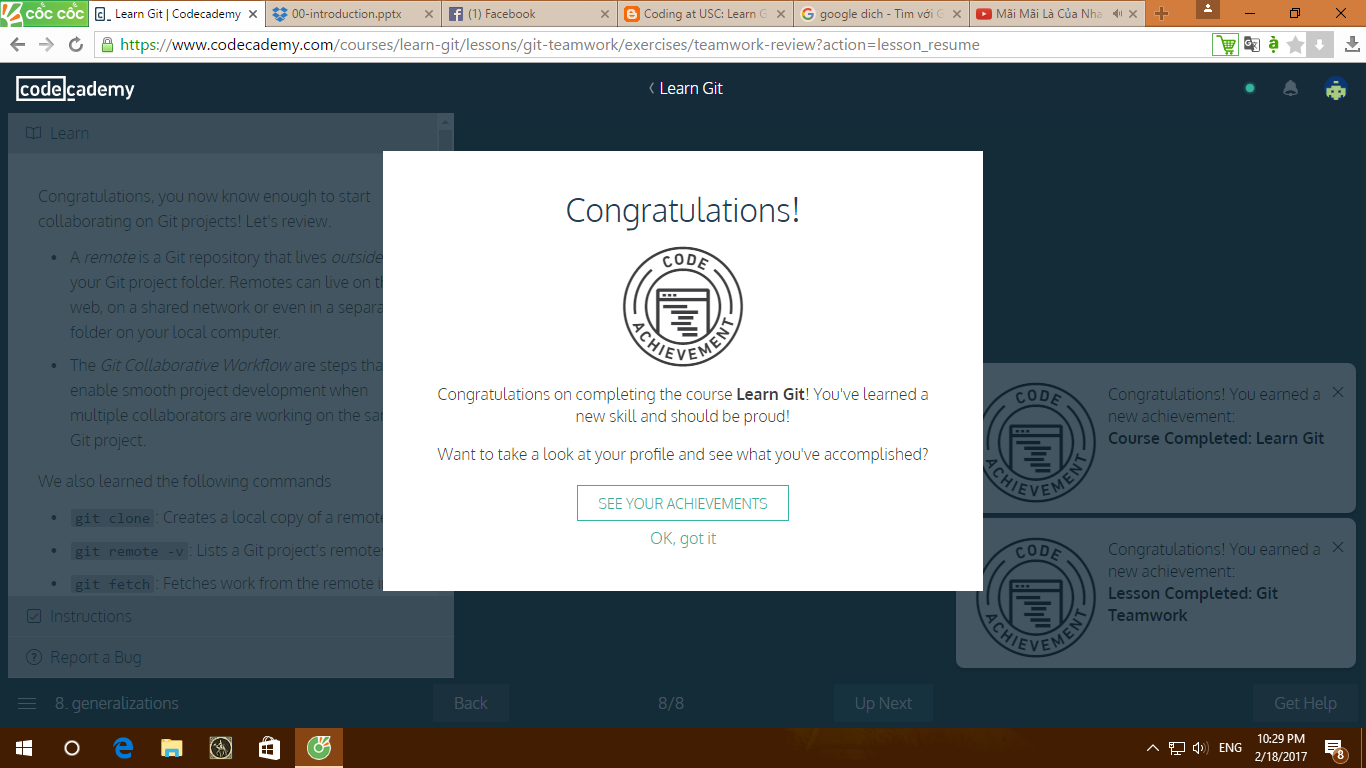 CỐC CỐC
Learn Git | Codecademy
00-introduction.pptx
(1) Facebook
Coding at USC: Learn G
google dich - Tìm với G
Mãi Mãi Là Của Nha
https://www.codecademy.com/courses/learn-git/lessons/git-teamwork/exercises/teamwork-review?action=lesson_resume
codecademy
Learn Git
Learn
Congratulations, you now know enough to start
collaborating on Git projects! Let's review.
• A remote is a Git repository that lives outside
your Git project folder. Remotes can live on th
web, on a shared network or even in a separa
folder on your local computer.
• The Git Collaborative Workflow are steps tha
enable smooth project development when
multiple collaborators are working on the sa
Git project.
We also learned the following commands
• git clone: Creates a local copy of a remote
• git remote -v: Lists a Git project's remotes
• git fetch: Fetches work from the remote i
Instructions
Report a Bug
Congratulations!
CODE
ACHIEVEMENT
Congratulations on completing the course Learn Git! You've learned a
new skill and should be proud!
Want to take a look at your profile and see what you've accomplished?
SEE YOUR ACHIEVEMENTS
OK, got it
CODE
ACHIEVEMENT
Congratulations! You earned a
new achievement:
Course Completed: Learn Git
CODE
ACHIEVEMENT
Congratulations! You earned a
new achievement:
Lesson Completed: Git
Teamwork
8. generalizations
Back
8/8
Up Next
Get Help
ENG
10:29 PM
2/18/2017
8